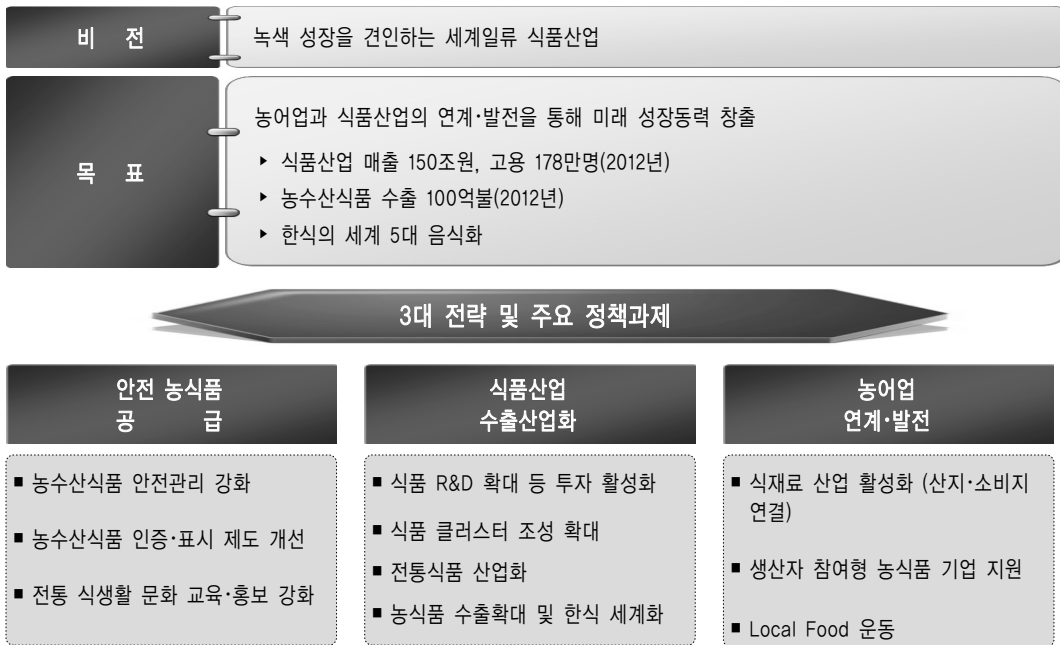 비 전
녹색 성장을 견인하는 세계일류 식품산업
목 표
농어업과 식품산업의 연계·발전을 통해 미래 성장동력 창출
▸ 식품산업 매출 150조원, 고용 178만명(2012년)
▸ 농수산식품 수출 100억불(2012년)
▸ 한식의 세계 5대 음식화
3대 전략 및 주요 정책과제
안전 농식품
공 급
■ 농수산식품 안전관리 강화
■ 농수산식품 인증·표시 제도 개선
■ 전통 식생활 문화 교육·홍보 강화
식품산업
수출산업화
■ 식품 R&D 확대 등 투자 활성화
■ 식품 클러스터 조성 확대
■ 전통식품 산업화
■ 농식품 수출확대 및 한식 세계화
농어업
연계·발전
■ 식재료 산업 활성화 (산지·소비지
연결)
■ 생산자 참여형 농식품 기업 지원
■ Local Food 운동